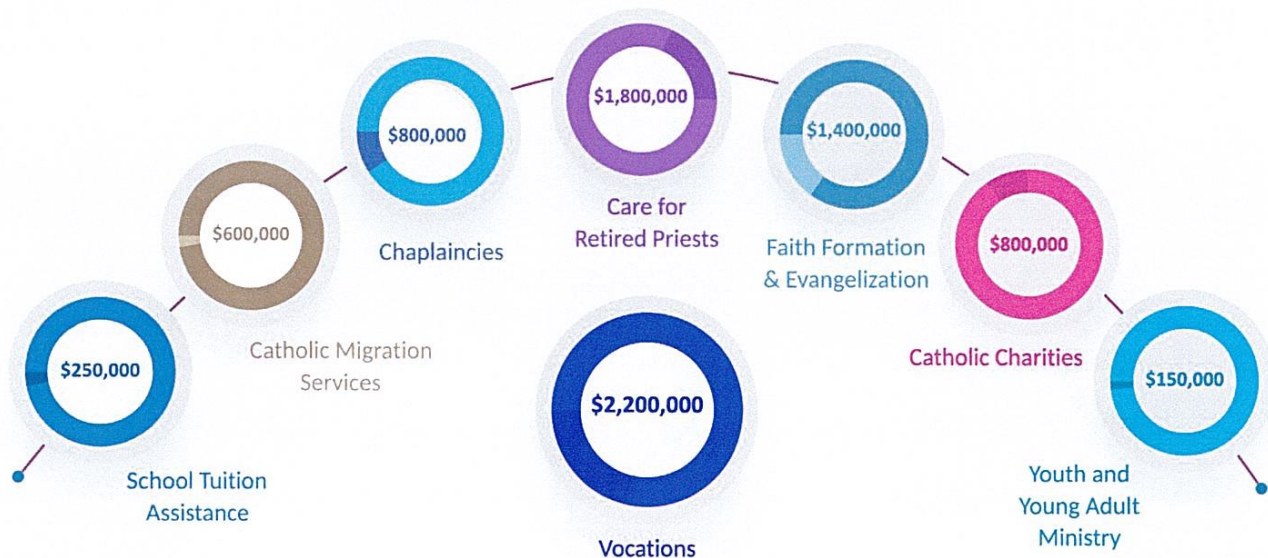 $250,000
School Tuition
Assistance
$600,000
Catholic Migration
Services
$800,000
Chaplaincies
$1,800,000
Care for
Retired Priests
$1,400,000
Faith Formation
& Evangelization
$800,000
Catholic Charities
$150,000
Youth and
Young Adult
Ministry
$2,200,000
Vocations